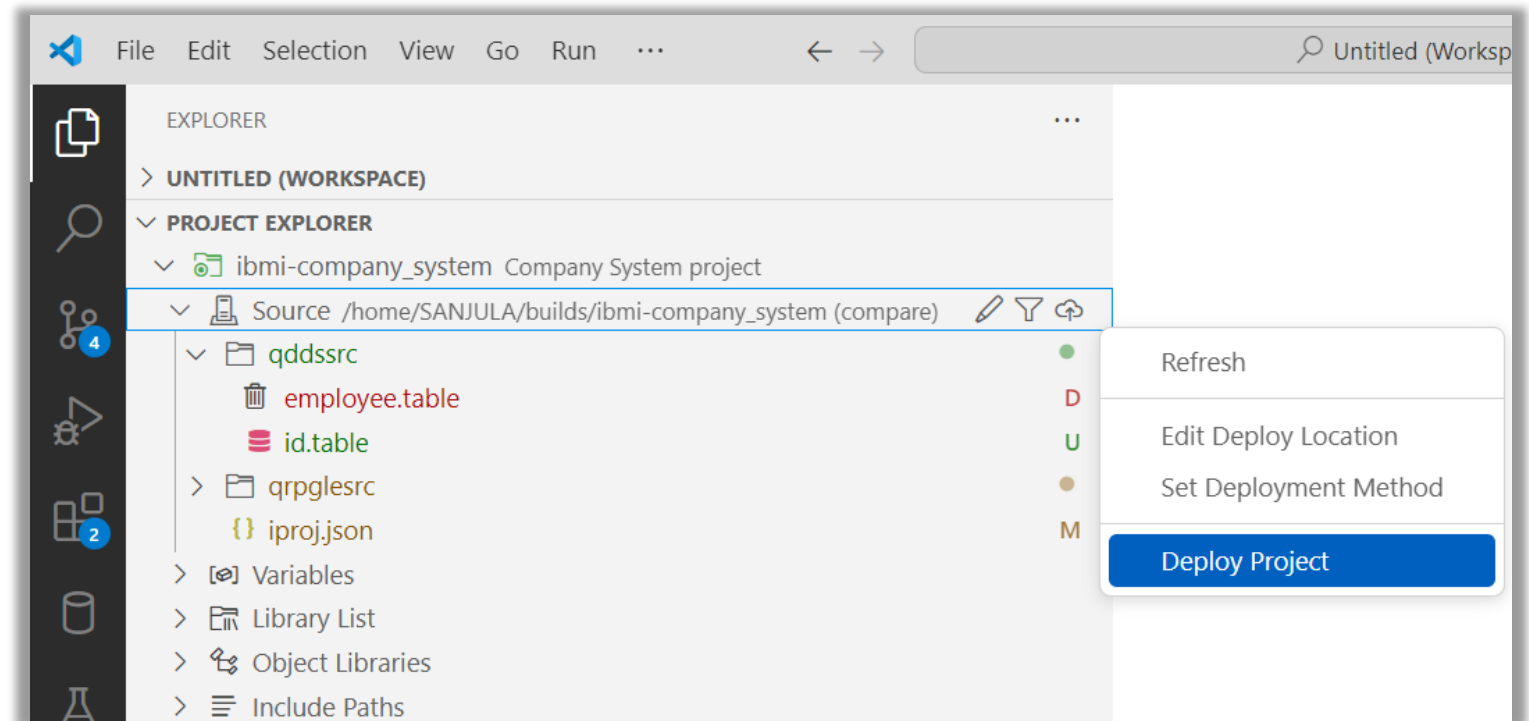 File Edit Selection View Go Run ··· ← → Untitled (Worksp
EXPLORER ···
UNTITLED (WORKSPACE)
PROJECT EXPLORER
ibmi-company_system Company System project
Source /home/SANJULA/builds/ibmi-company_system (compare)
qddssrc
employee.table D
id.table U
qrpglesrc
{} iproj.json M
Variables
Library List
Object Libraries
Include Paths
4
2
Refresh
Edit Deploy Location
Set Deployment Method
Deploy Project